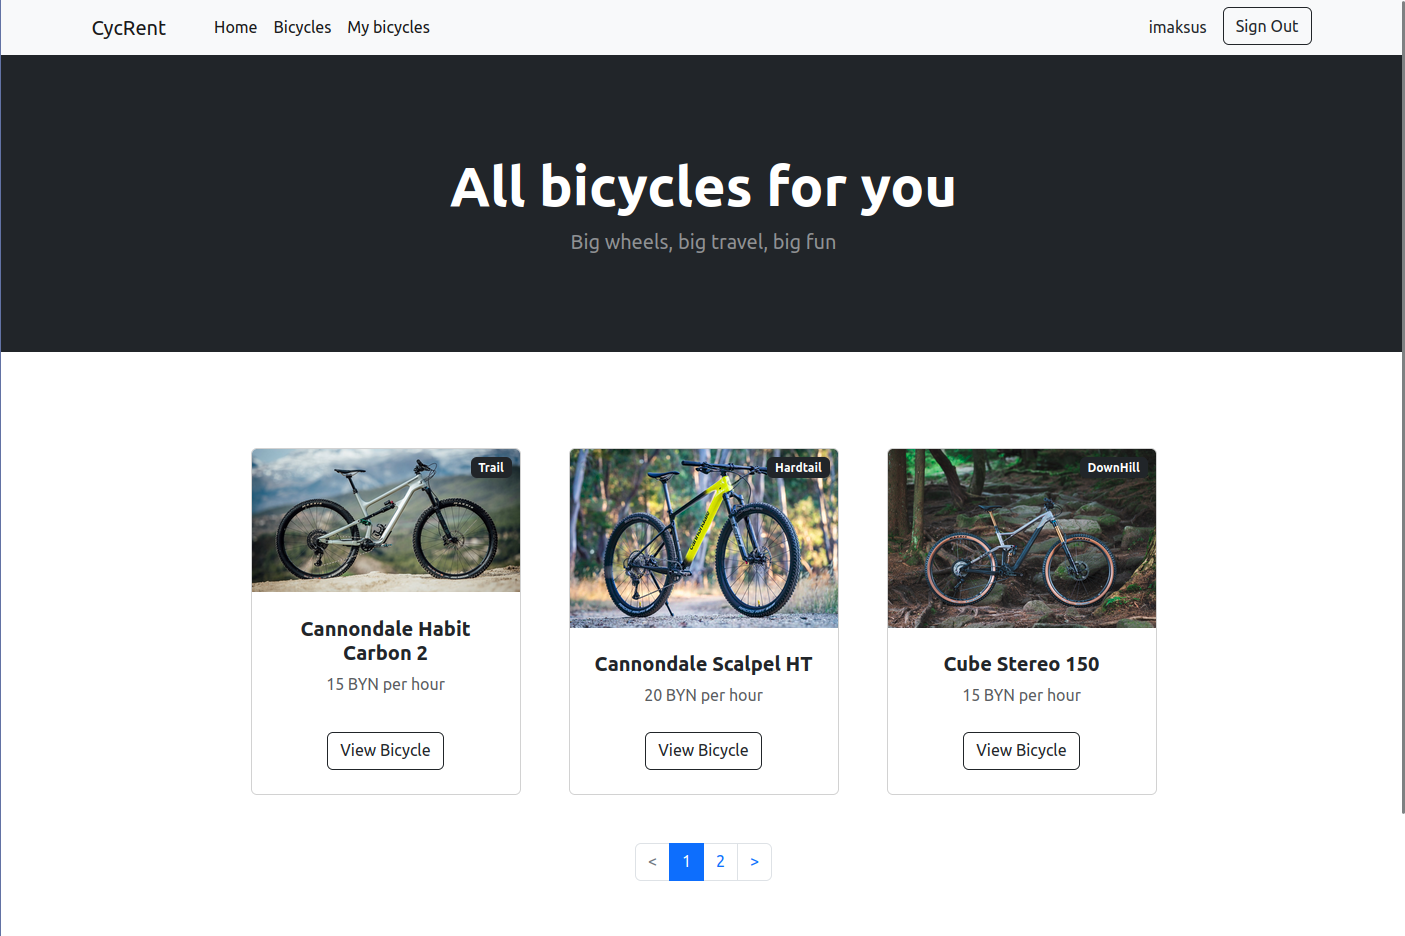 CycRent Home Bicycles My bicycles imaksus Sign Out
All bicycles for you
Big wheels, big travel, big fun
Trail
Cannondale Habit
Carbon 2
15 BYN per hour
View Bicycle
Hardtail
cannondale
Cannondale Scalpel HT
20 BYN per hour
View Bicycle
DownHill
Cube Stereo 150
15 BYN per hour
View Bicycle
< 1 2 >